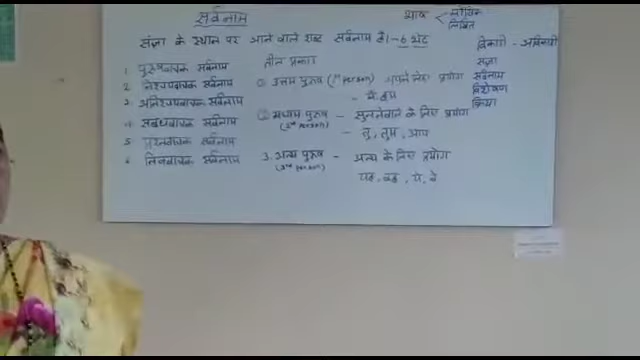 सर्वनाम
भाषा < मौखिक
लिखित
संज्ञा के स्थान पर आने वाले शब्द सर्वनाम है।- 6 भेद
विकारी - अविकारी
संज्ञा
सर्वनाम
विशेषण
क्रिया
1 पुरुषवाचक सर्वनाम
2 निश्चयवाचक सर्वनाम
3 अनिश्चयवाचक सर्वनाम
4 संबंधवाचक सर्वनाम
5 प्रश्नवाचक सर्वनाम
6 निजवाचक सर्वनाम
तीन प्रकार
① उत्तम पुरुष (1st person) अपने लिए प्रयोग
- मैं, हम
② मध्यम पुरुष - सुननेवाले के लिए प्रयोग
(2nd person) - तू, तुम, आप
3. अन्य पुरुष - अन्य के लिए प्रयोग
(3rd person) यह, वह, ये, वे